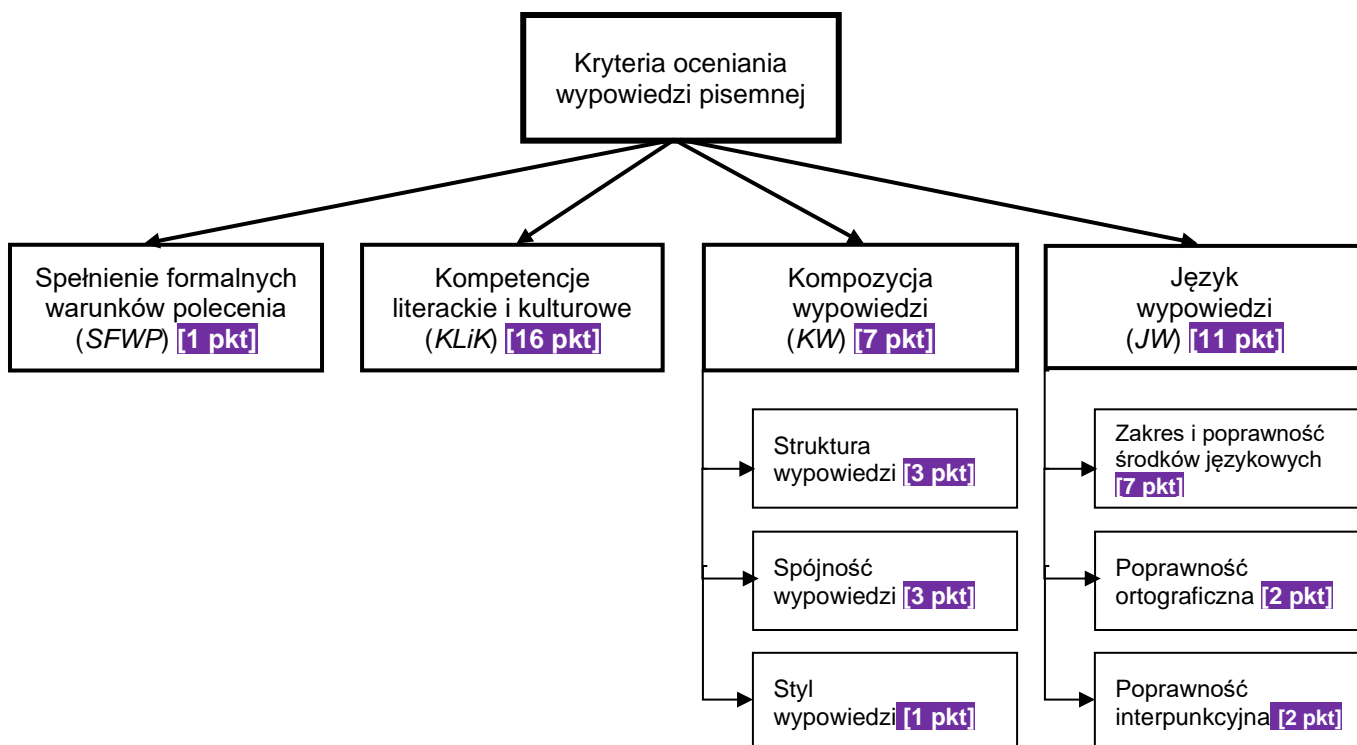 Kryteria oceniania
wypowiedzi pisemnej
Spełnienie formalnych
warunków polecenia
(SFWP) [1 pkt]
Kompetencje
literackie i kulturowe
(KLiK) [16 pkt]
Kompozycja
wypowiedzi
(KW) [7 pkt]
Język
wypowiedzi
(JW) [11 pkt]
Struktura
wypowiedzi [3 pkt]
Spójność
wypowiedzi [3 pkt]
Styl
wypowiedzi [1 pkt]
Zakres i poprawność
środków językowych
[7 pkt]
Poprawność
ortograficzna [2 pkt]
Poprawność
interpunkcyjna [2 pkt]